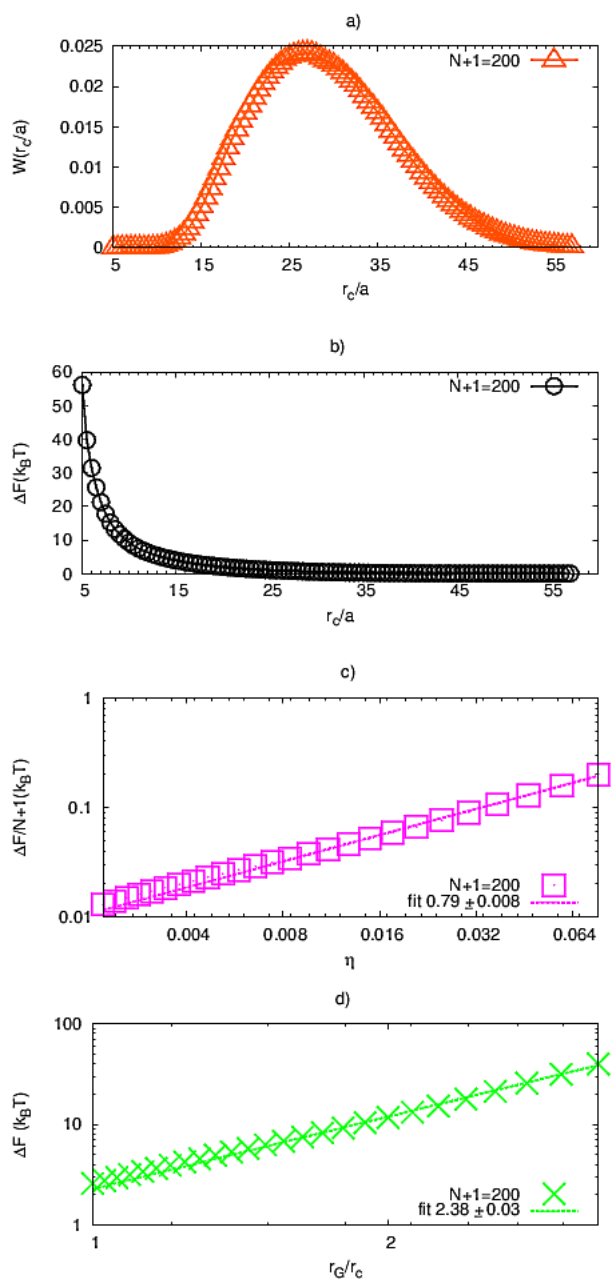 a)
0.025
0.02
0.015
0.01
0.005
0
W(r_c/a)
N+1=200
5 15 25 35 45 55
r_c/a
b)
60
50
40
30
20
10
0
ΔF(k_BT)
N+1=200
5 15 25 35 45 55
r_c/a
c)
1
0.1
0.01
ΔF/N+1(k_BT)
N+1=200
fit 0.79 ±0.008
0.004 0.008 0.016 0.032 0.064
η
d)
100
10
1
ΔF (k_BT)
N+1=200
fit 2.38 ±0.03
1 2
r_G/r_c